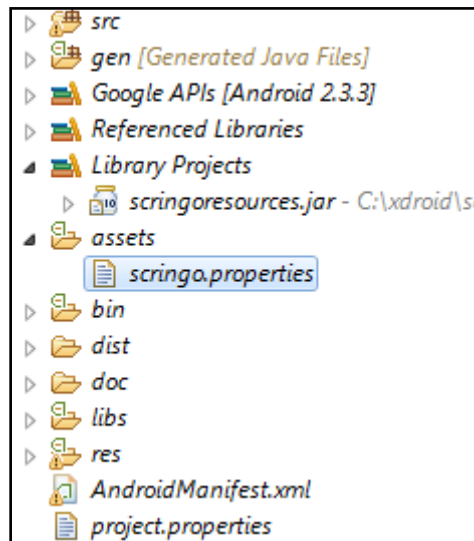 src
gen [Generated Java Files]
Google APIs [Android 2.3.3]
Referenced Libraries
Library Projects
scringoresources.jar - C:\xdroid\s
assets
scringo.properties
bin
dist
doc
libs
res
AndroidManifest.xml
project.properties